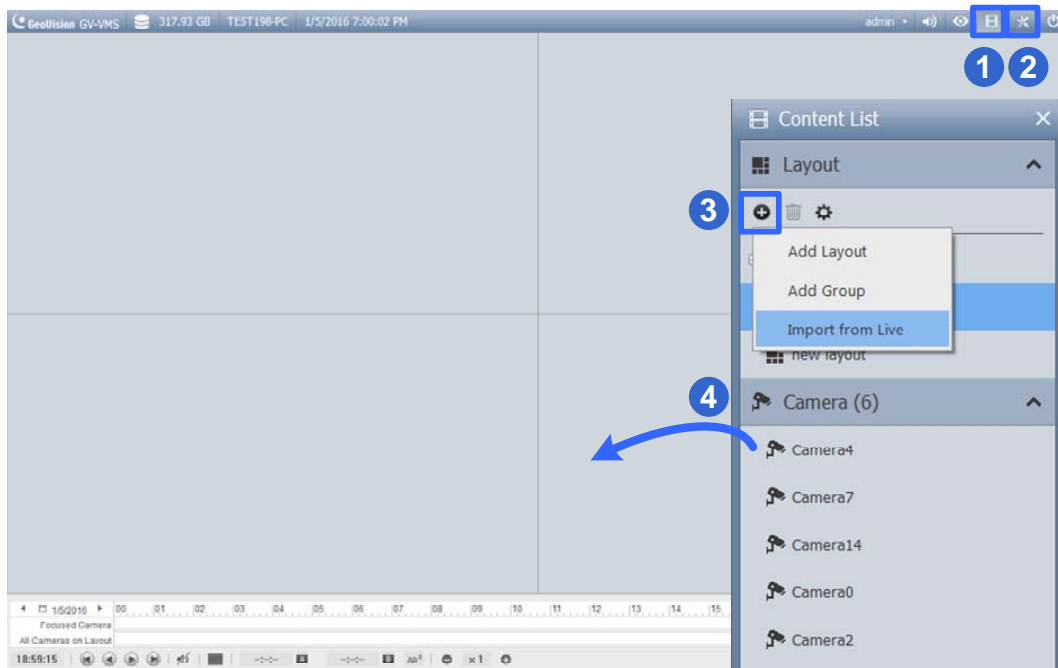 GeoVision GV-VMS 317.93 GB TEST198-PC 1/5/2016 7:00:02 PM admin
1 2
Content List
Layout
3
Add Layout
Add Group
Import from Live
new layout
4
Camera (6)
Camera4
Camera7
Camera14
Camera0
Camera2
1/5/2016 00 01 02 03 04 05 06 07 08 09 10 11 12 13 14 15
Focused Camera
All Cameras on Layout
18:59:15 --:-- A --:-- B x1